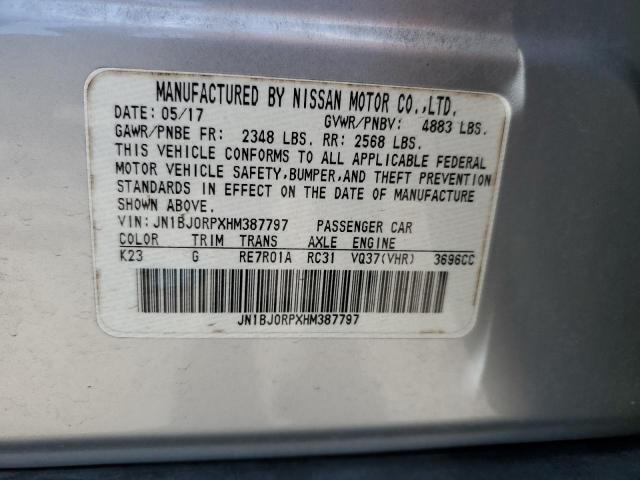 MANUFACTURED BY NISSAN MOTOR CO.,LTD.
DATE: 05/17 GVWR/PNBV: 4883 LBS.
GAWR/PNBE FR: 2348 LBS. RR: 2568 LBS.
THIS VEHICLE CONFORMS TO ALL APPLICABLE FEDERAL
MOTOR VEHICLE SAFETY,BUMPER,AND THEFT PREVENTION
STANDARDS IN EFFECT ON THE DATE OF MANUFACTURE
SHOWN ABOVE.
VIN: JN1BJ0RPXHM387797 PASSENGER CAR
COLOR TRIM TRANS AXLE ENGINE
K23 G RE7R01A RC31 VQ37(VHR) 3696CC
JN1BJ0RPXHM387797